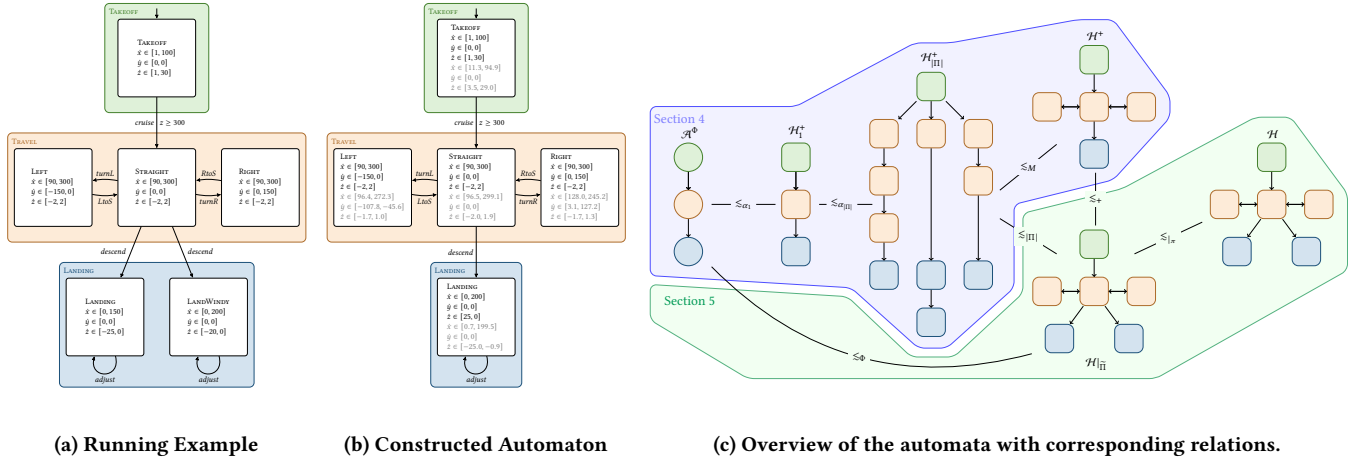 TAKEOFF
TAKEOFF
ẋ ∈ [1, 100]
ẏ ∈ [0, 0]
ż ∈ [1, 30]
cruise z ≥ 300
TRAVEL
LEFT
ẋ ∈ [90, 300]
ẏ ∈ [−150, 0]
ż ∈ [−2, 2]
turnL
LtoS
STRAIGHT
ẋ ∈ [90, 300]
ẏ ∈ [0, 0]
ż ∈ [−2, 2]
RtoS
turnR
RIGHT
ẋ ∈ [90, 300]
ẏ ∈ [0, 150]
ż ∈ [−2, 2]
descend
descend
LANDING
LANDING
ẋ ∈ [0, 150]
ẏ ∈ [0, 0]
ż ∈ [−25, 0]
adjust
LANDWINDY
ẋ ∈ [0, 200]
ẏ ∈ [0, 0]
ż ∈ [−20, 0]
adjust
(a) Running Example
TAKEOFF
TAKEOFF
ẋ ∈ [1, 100]
ẏ ∈ [0, 0]
ż ∈ [1, 30]
ẋ ∈ [11.3, 94.9]
ẏ ∈ [0, 0]
ż ∈ [3.5, 29.0]
cruise z ≥ 300
TRAVEL
LEFT
ẋ ∈ [90, 300]
ẏ ∈ [−150, 0]
ż ∈ [−2, 2]
ẋ ∈ [96.4, 272.3]
ẏ ∈ [−107.8, −45.6]
ż ∈ [−1.7, 1.0]
turnL
LtoS
STRAIGHT
ẋ ∈ [90, 300]
ẏ ∈ [0, 0]
ż ∈ [−2, 2]
ẋ ∈ [96.5, 299.1]
ẏ ∈ [0, 0]
ż ∈ [−2.0, 1.9]
RtoS
turnR
RIGHT
ẋ ∈ [90, 300]
ẏ ∈ [0, 150]
ż ∈ [−2, 2]
ẋ ∈ [128.0, 245.2]
ẏ ∈ [3.1, 127.2]
ż ∈ [−1.7, 1.3]
descend
LANDING
LANDING
ẋ ∈ [0, 200]
ẏ ∈ [0, 0]
ż ∈ [25, 0]
ẋ ∈ [0.7, 199.5]
ẏ ∈ [0, 0]
ż ∈ [−25.0, −0.9]
adjust
(b) Constructed Automaton
Section 4
𝒜^Φ
≲_α₁
ℋ₁⁺
≲_α|Π|
ℋ⁺_|Π|
≲_M
ℋ⁺
≲₊
≲_|Π|
Section 5
≲_Φ
ℋ|_Π̃
≲_|π
ℋ
(c) Overview of the automata with corresponding relations.